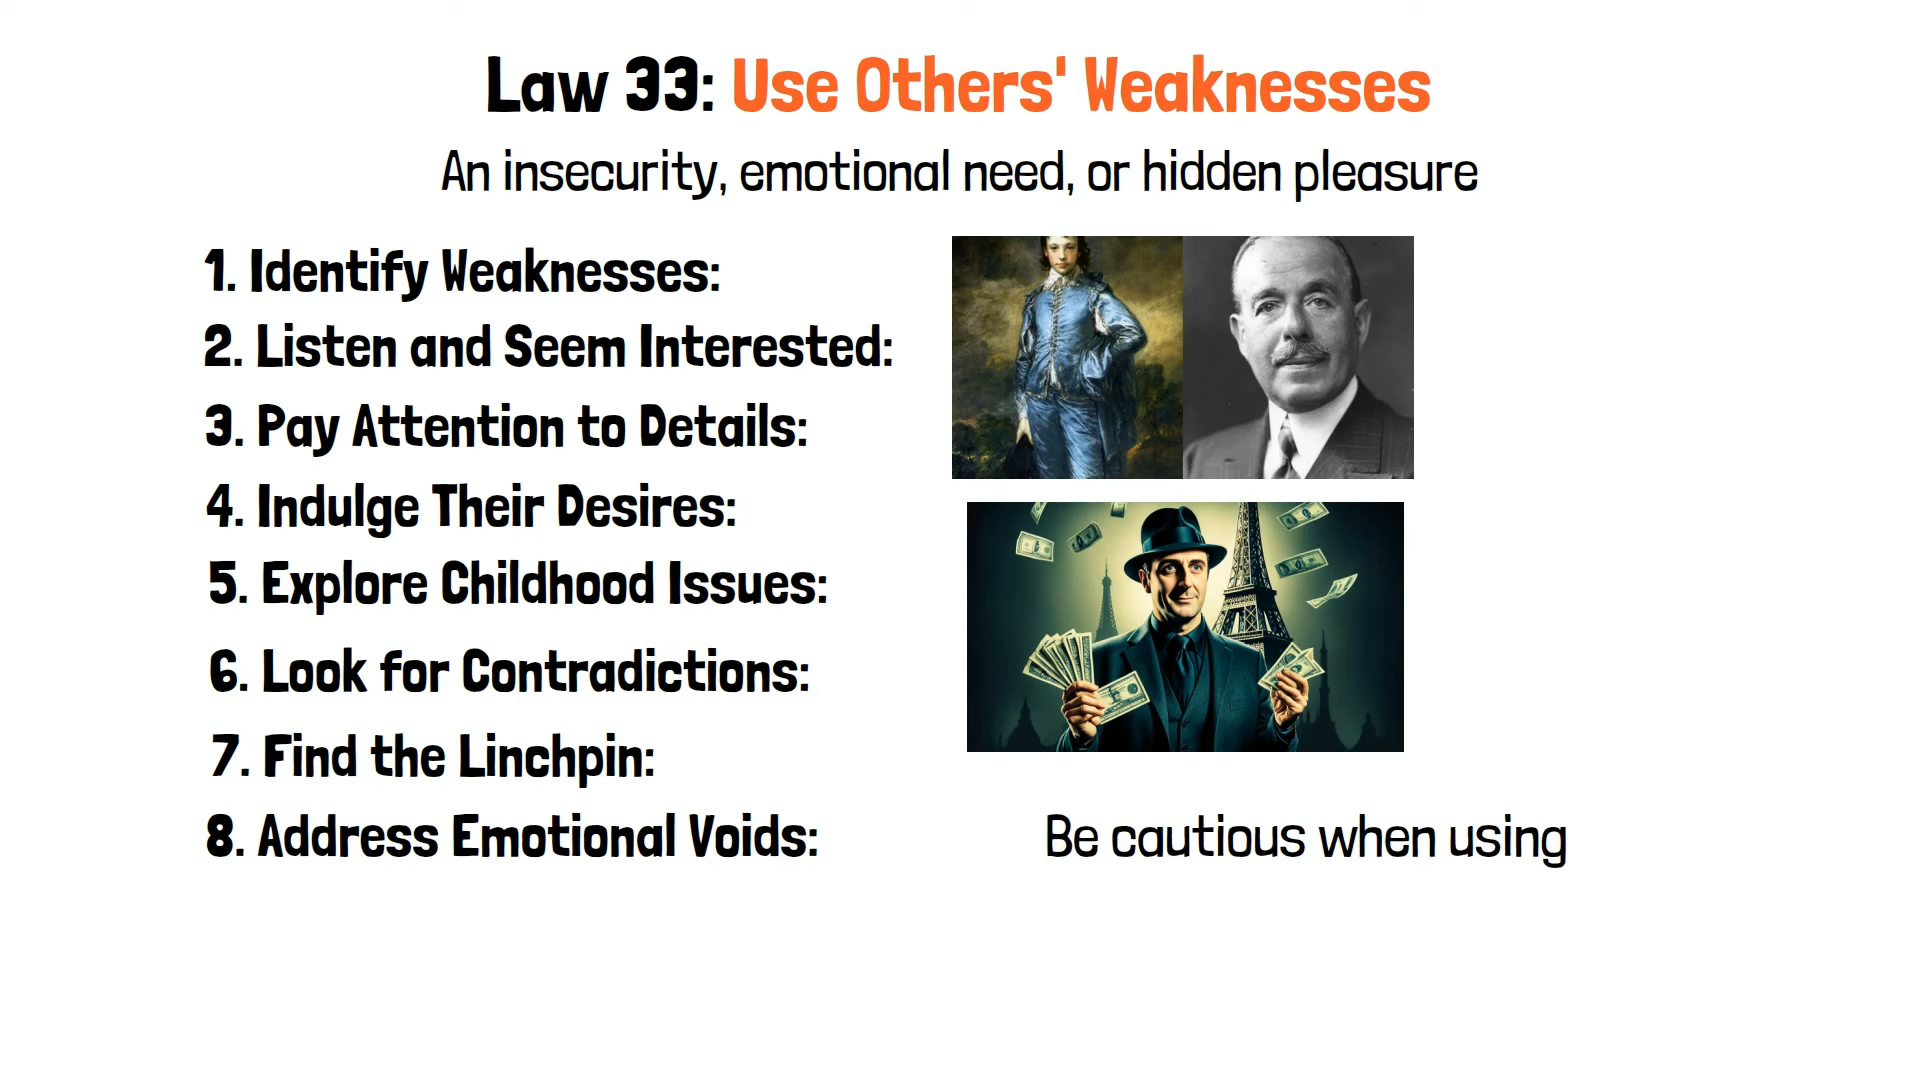 Law 33: Use Others' Weaknesses
An insecurity, emotional need, or hidden pleasure
1. Identify Weaknesses:
2. Listen and Seem Interested:
3. Pay Attention to Details:
4. Indulge Their Desires:
5. Explore Childhood Issues:
6. Look for Contradictions:
7. Find the Linchpin:
8. Address Emotional Voids:
Be cautious when using